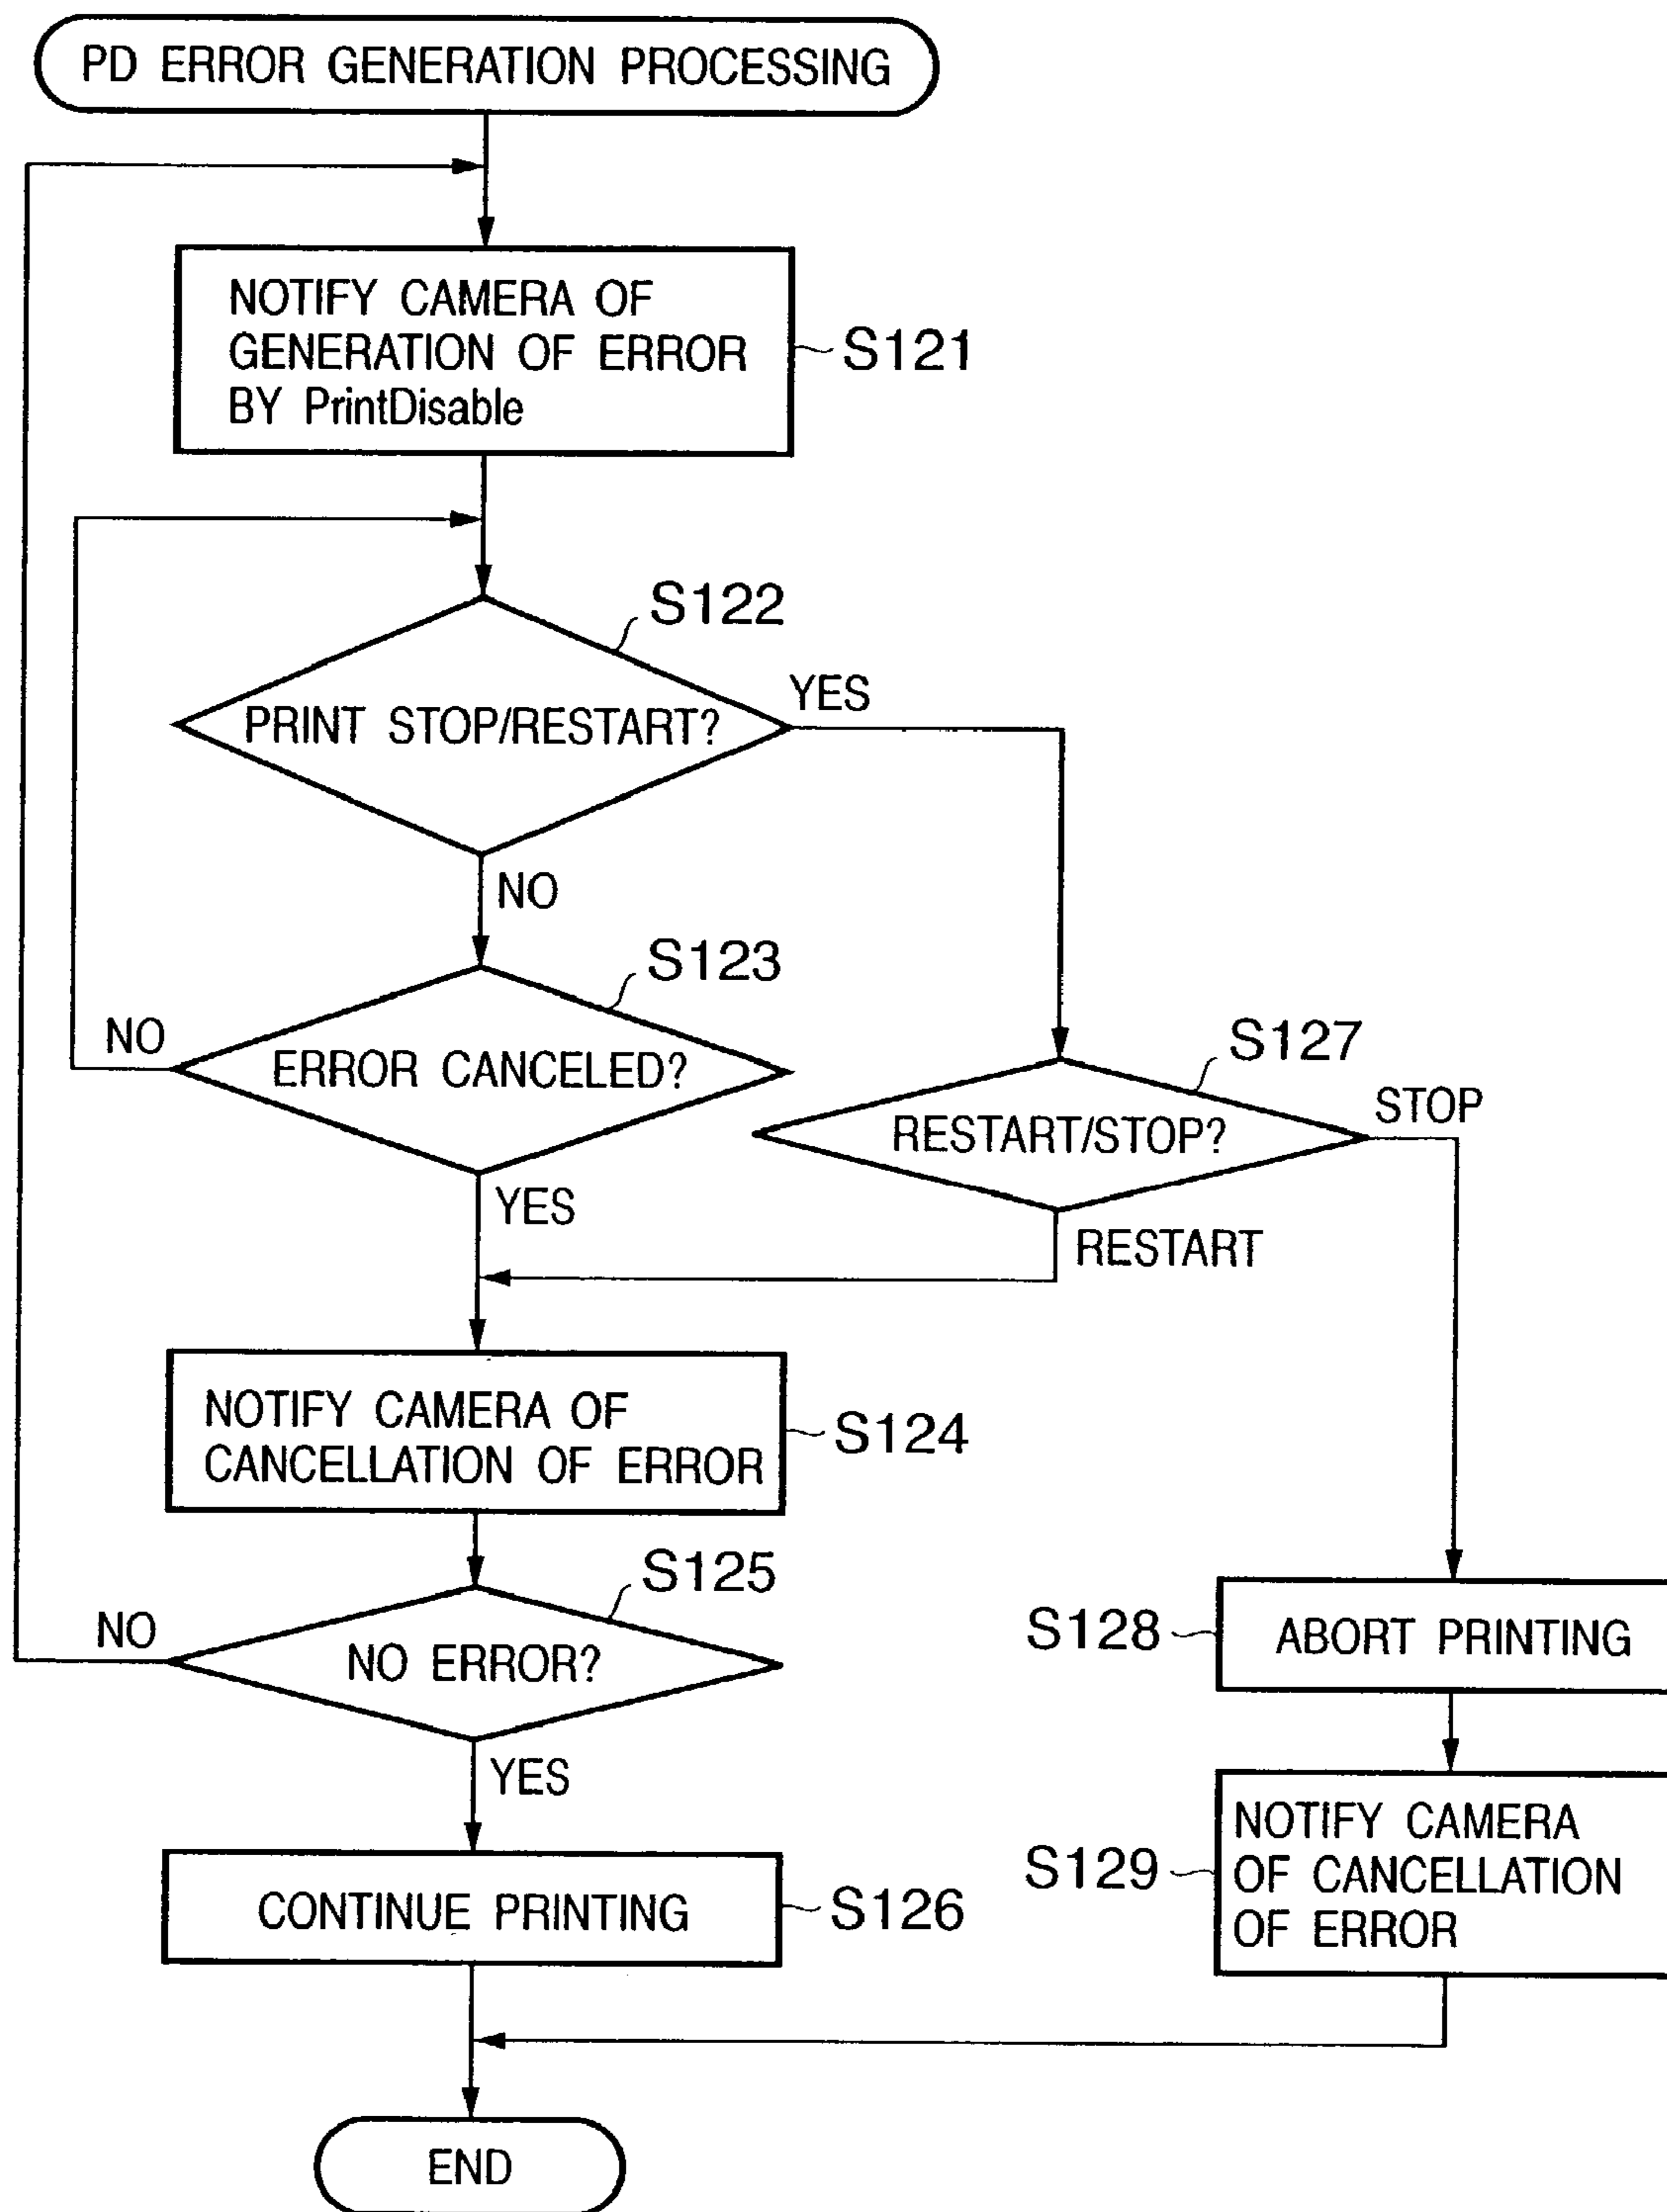 PD ERROR GENERATION PROCESSING
NOTIFY CAMERA OF
GENERATION OF ERROR
BY PrintDisable
S121
S122
PRINT STOP/RESTART?
YES
NO
S123
ERROR CANCELED?
NO
YES
S127
RESTART/STOP?
STOP
RESTART
NOTIFY CAMERA OF
CANCELLATION OF ERROR
S124
S125
NO ERROR?
NO
YES
CONTINUE PRINTING
S126
S128
ABORT PRINTING
S129
NOTIFY CAMERA
OF CANCELLATION
OF ERROR
END